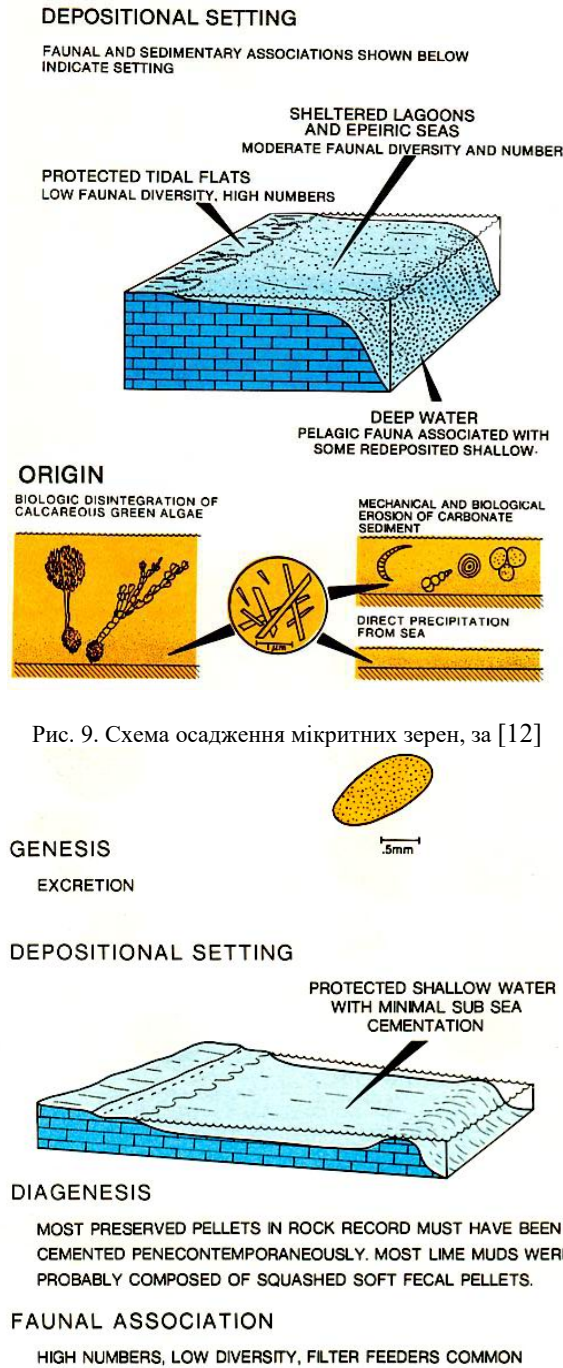 DEPOSITIONAL SETTING
FAUNAL AND SEDIMENTARY ASSOCIATIONS SHOWN BELOW
INDICATE SETTING
SHELTERED LAGOONS
AND EPEIRIC SEAS
MODERATE FAUNAL DIVERSITY AND NUMBER
PROTECTED TIDAL FLATS
LOW FAUNAL DIVERSITY, HIGH NUMBERS
DEEP WATER
PELAGIC FAUNA ASSOCIATED WITH
SOME REDEPOSITED SHALLOW
ORIGIN
BIOLOGIC DISINTEGRATION OF
CALCAREOUS GREEN ALGAE
MECHANICAL AND BIOLOGICAL
EROSION OF CARBONATE
SEDIMENT
1 µm
DIRECT PRECIPITATION
FROM SEA
Рис. 9. Схема осадження мікритних зерен, за [12]
.5mm
GENESIS
EXCRETION
DEPOSITIONAL SETTING
PROTECTED SHALLOW WATER
WITH MINIMAL SUB SEA
CEMENTATION
DIAGENESIS
MOST PRESERVED PELLETS IN ROCK RECORD MUST HAVE BEEN
CEMENTED PENECONTEMPORANEOUSLY. MOST LIME MUDS WERE
PROBABLY COMPOSED OF SQUASHED SOFT FECAL PELLETS.
FAUNAL ASSOCIATION
HIGH NUMBERS, LOW DIVERSITY, FILTER FEEDERS COMMON